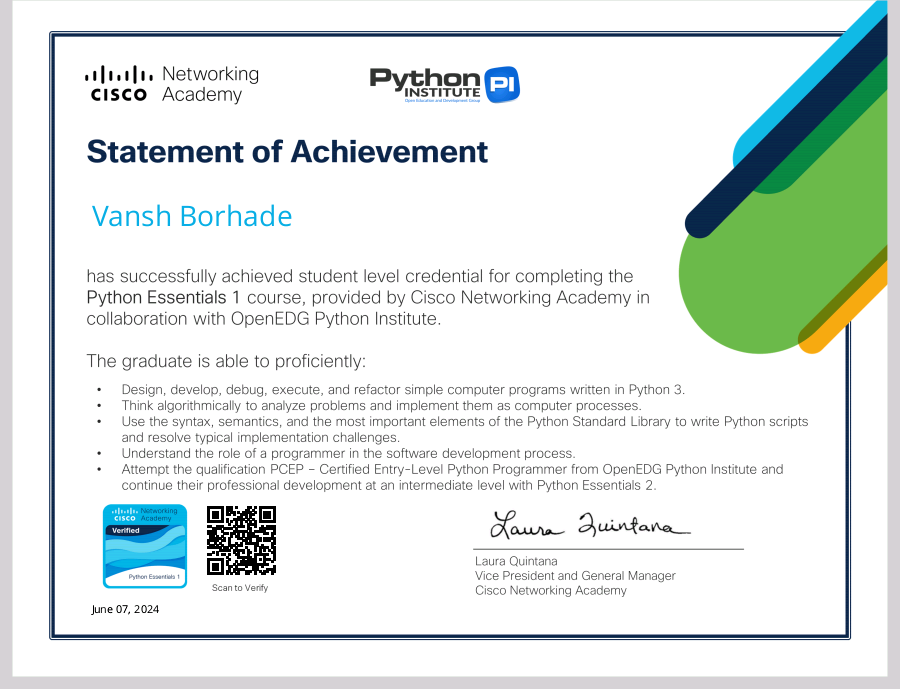 Networking
Academy
CISCO
Python
INSTITUTE
Open Education and Development Group
PI
Statement of Achievement
Vansh Borhade
has successfully achieved student level credential for completing the
Python Essentials 1 course, provided by Cisco Networking Academy in
collaboration with OpenEDG Python Institute.
The graduate is able to proficiently:
• Design, develop, debug, execute, and refactor simple computer programs written in Python 3.
• Think algorithmically to analyze problems and implement them as computer processes.
• Use the syntax, semantics, and the most important elements of the Python Standard Library to write Python scripts
and resolve typical implementation challenges.
• Understand the role of a programmer in the software development process.
• Attempt the qualification PCEP – Certified Entry-Level Python Programmer from OpenEDG Python Institute and
continue their professional development at an intermediate level with Python Essentials 2.
Networking
CISCO Academy
Verified
Python Essentials 1
Scan to Verify
June 07, 2024
Laura Quintana
Laura Quintana
Vice President and General Manager
Cisco Networking Academy